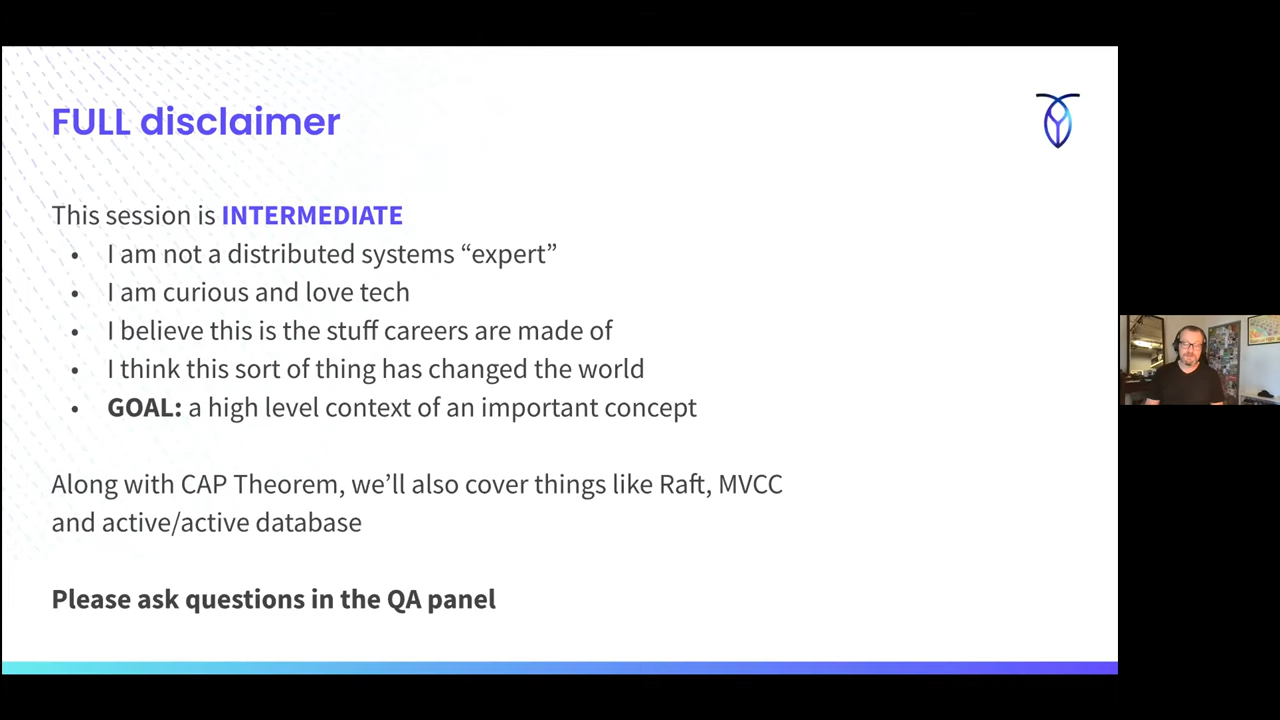 FULL disclaimer
This session is INTERMEDIATE
• I am not a distributed systems “expert”
• I am curious and love tech
• I believe this is the stuff careers are made of
• I think this sort of thing has changed the world
• GOAL: a high level context of an important concept
Along with CAP Theorem, we’ll also cover things like Raft, MVCC
and active/active database
Please ask questions in the QA panel